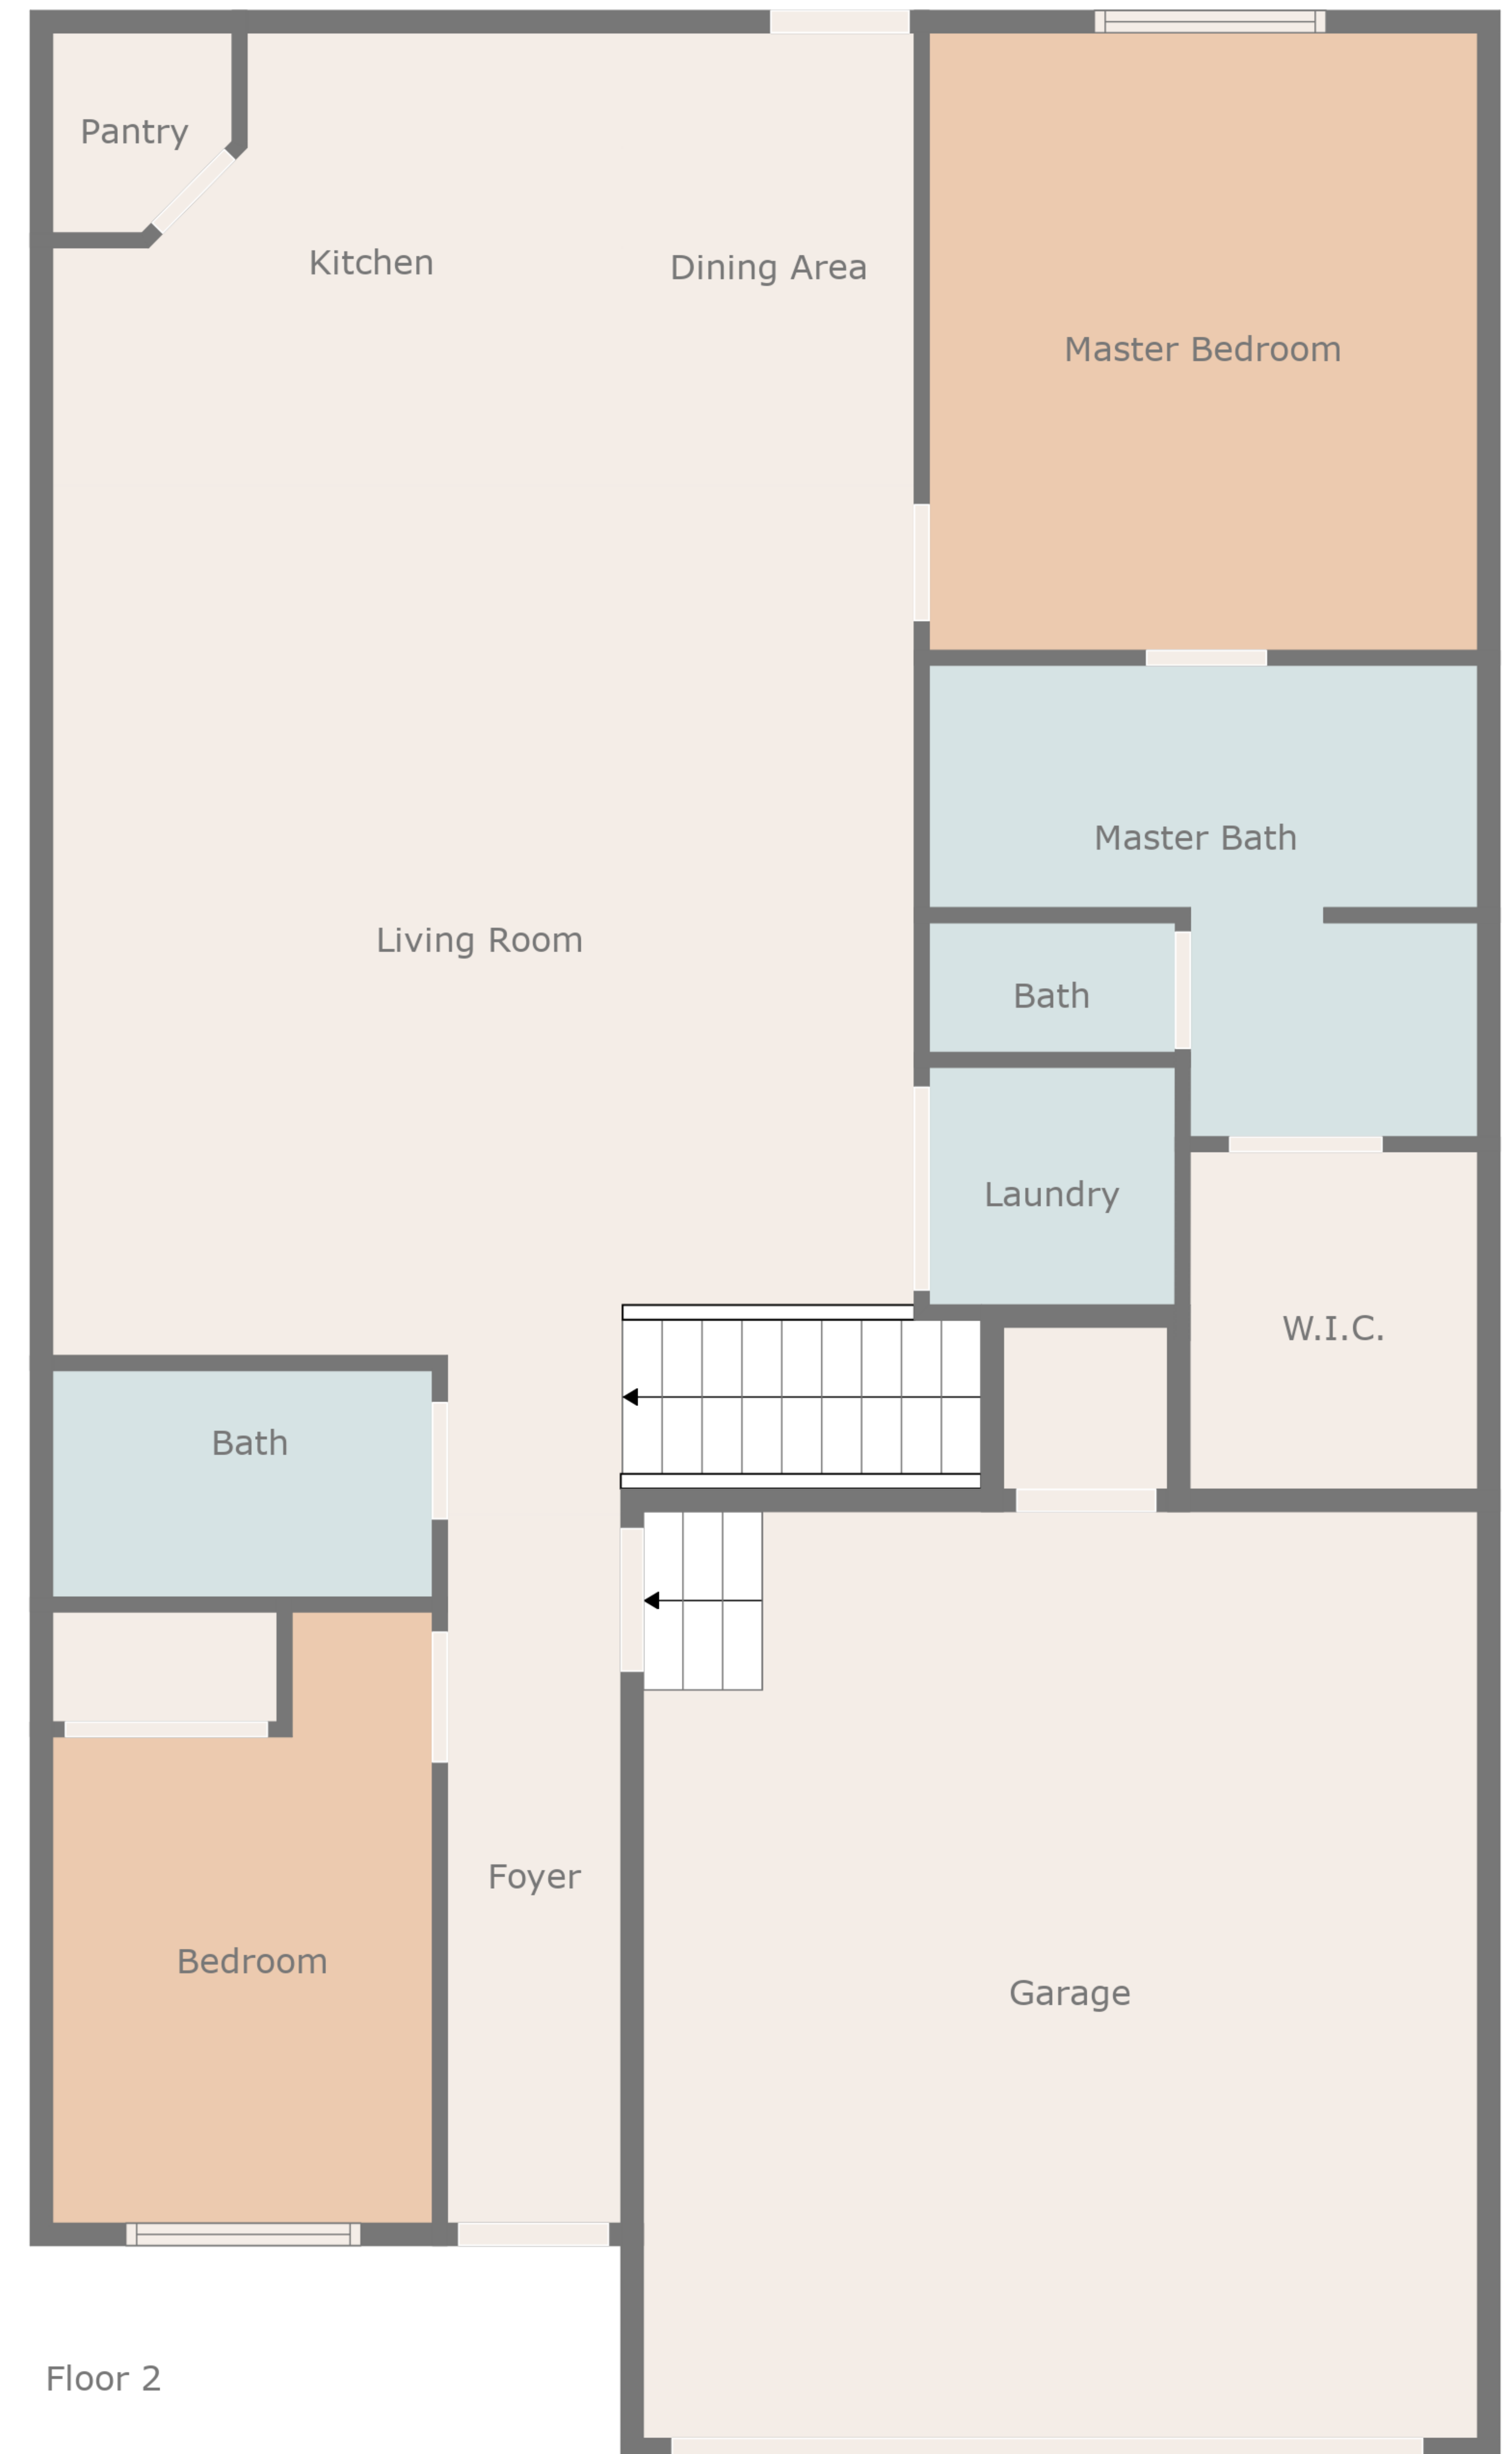 Pantry
Kitchen
Dining Area
Master Bedroom
Master Bath
Living Room
Bath
Laundry
W.I.C.
Bath
Foyer
Bedroom
Garage
Floor 2